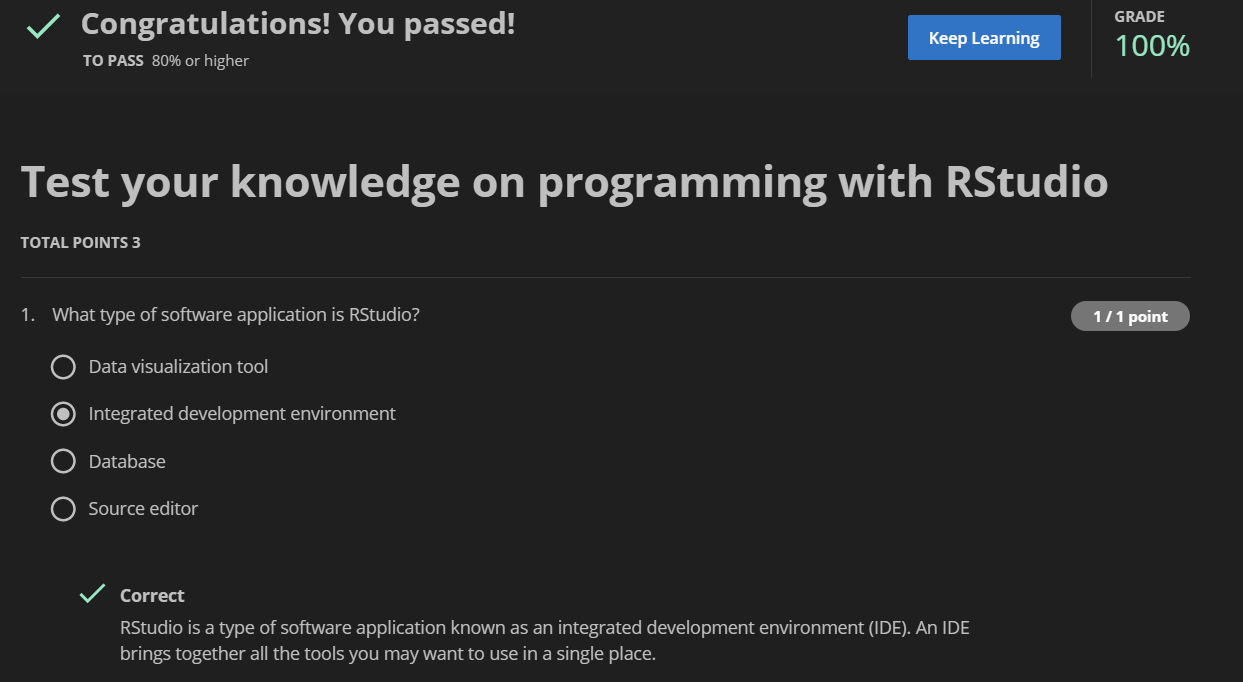 Congratulations! You passed!
TO PASS 80% or higher
Keep Learning
GRADE
100%
Test your knowledge on programming with RStudio
TOTAL POINTS 3
1. What type of software application is RStudio?
1 / 1 point
Data visualization tool
Integrated development environment
Database
Source editor
Correct
RStudio is a type of software application known as an integrated development environment (IDE). An IDE
brings together all the tools you may want to use in a single place.